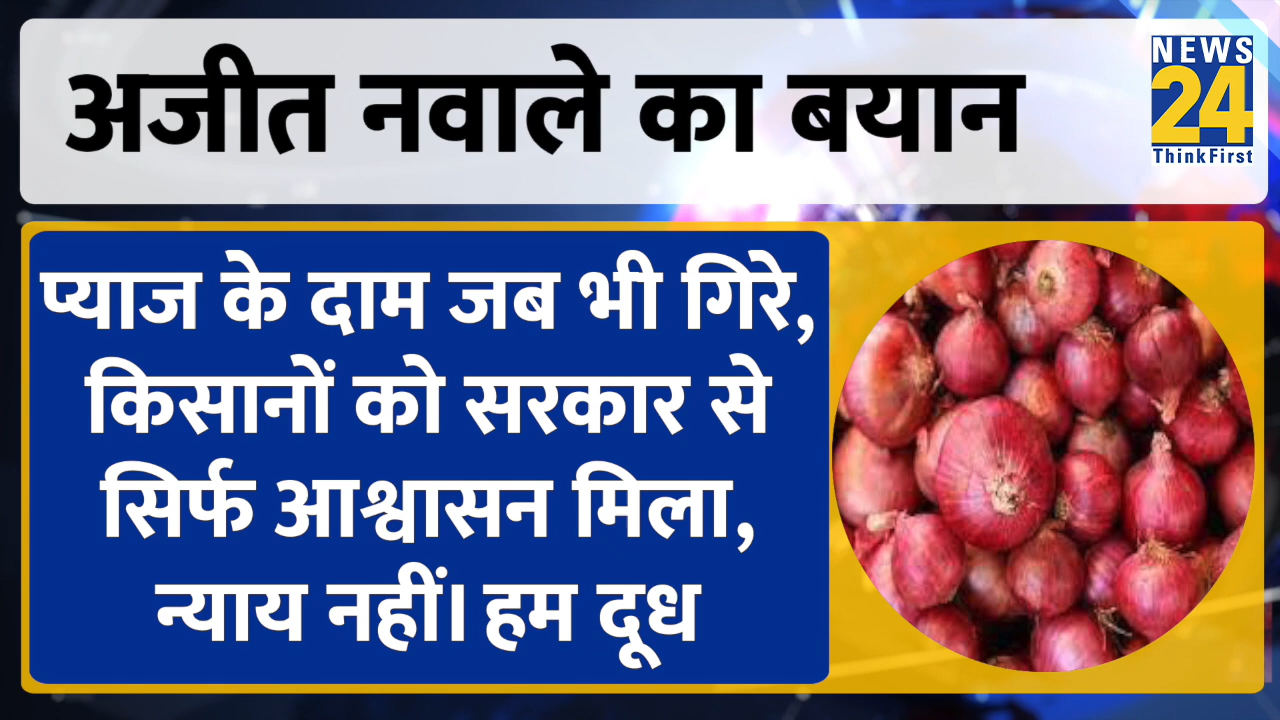 अजीत नवाले का बयान
NEWS
24
ThinkFirst
प्याज के दाम जब भी गिरे,
किसानों को सरकार से
सिर्फ आश्वासन मिला,
न्याय नहीं। हम दूध